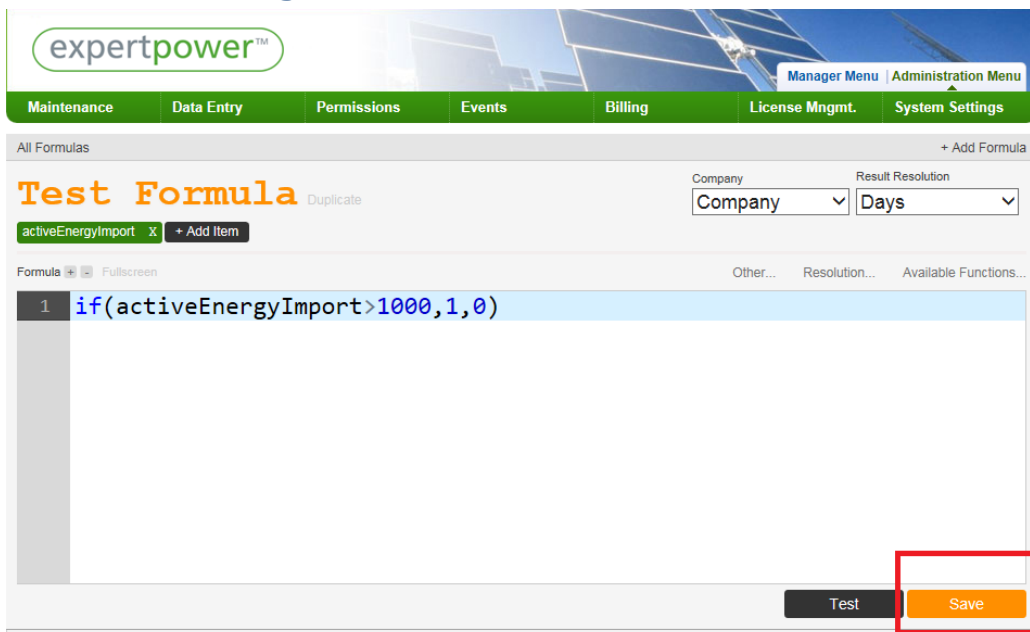 expertpower™
Manager Menu | Administration Menu
Maintenance Data Entry Permissions Events Billing License Mngmt. System Settings
All Formulas + Add Formula
Company Result Resolution
Test Formula Duplicate Company Days
activeEnergyImport X + Add Item
Formula + - Fullscreen Other... Resolution... Available Functions...
1 if(activeEnergyImport>1000,1,0)
Test Save